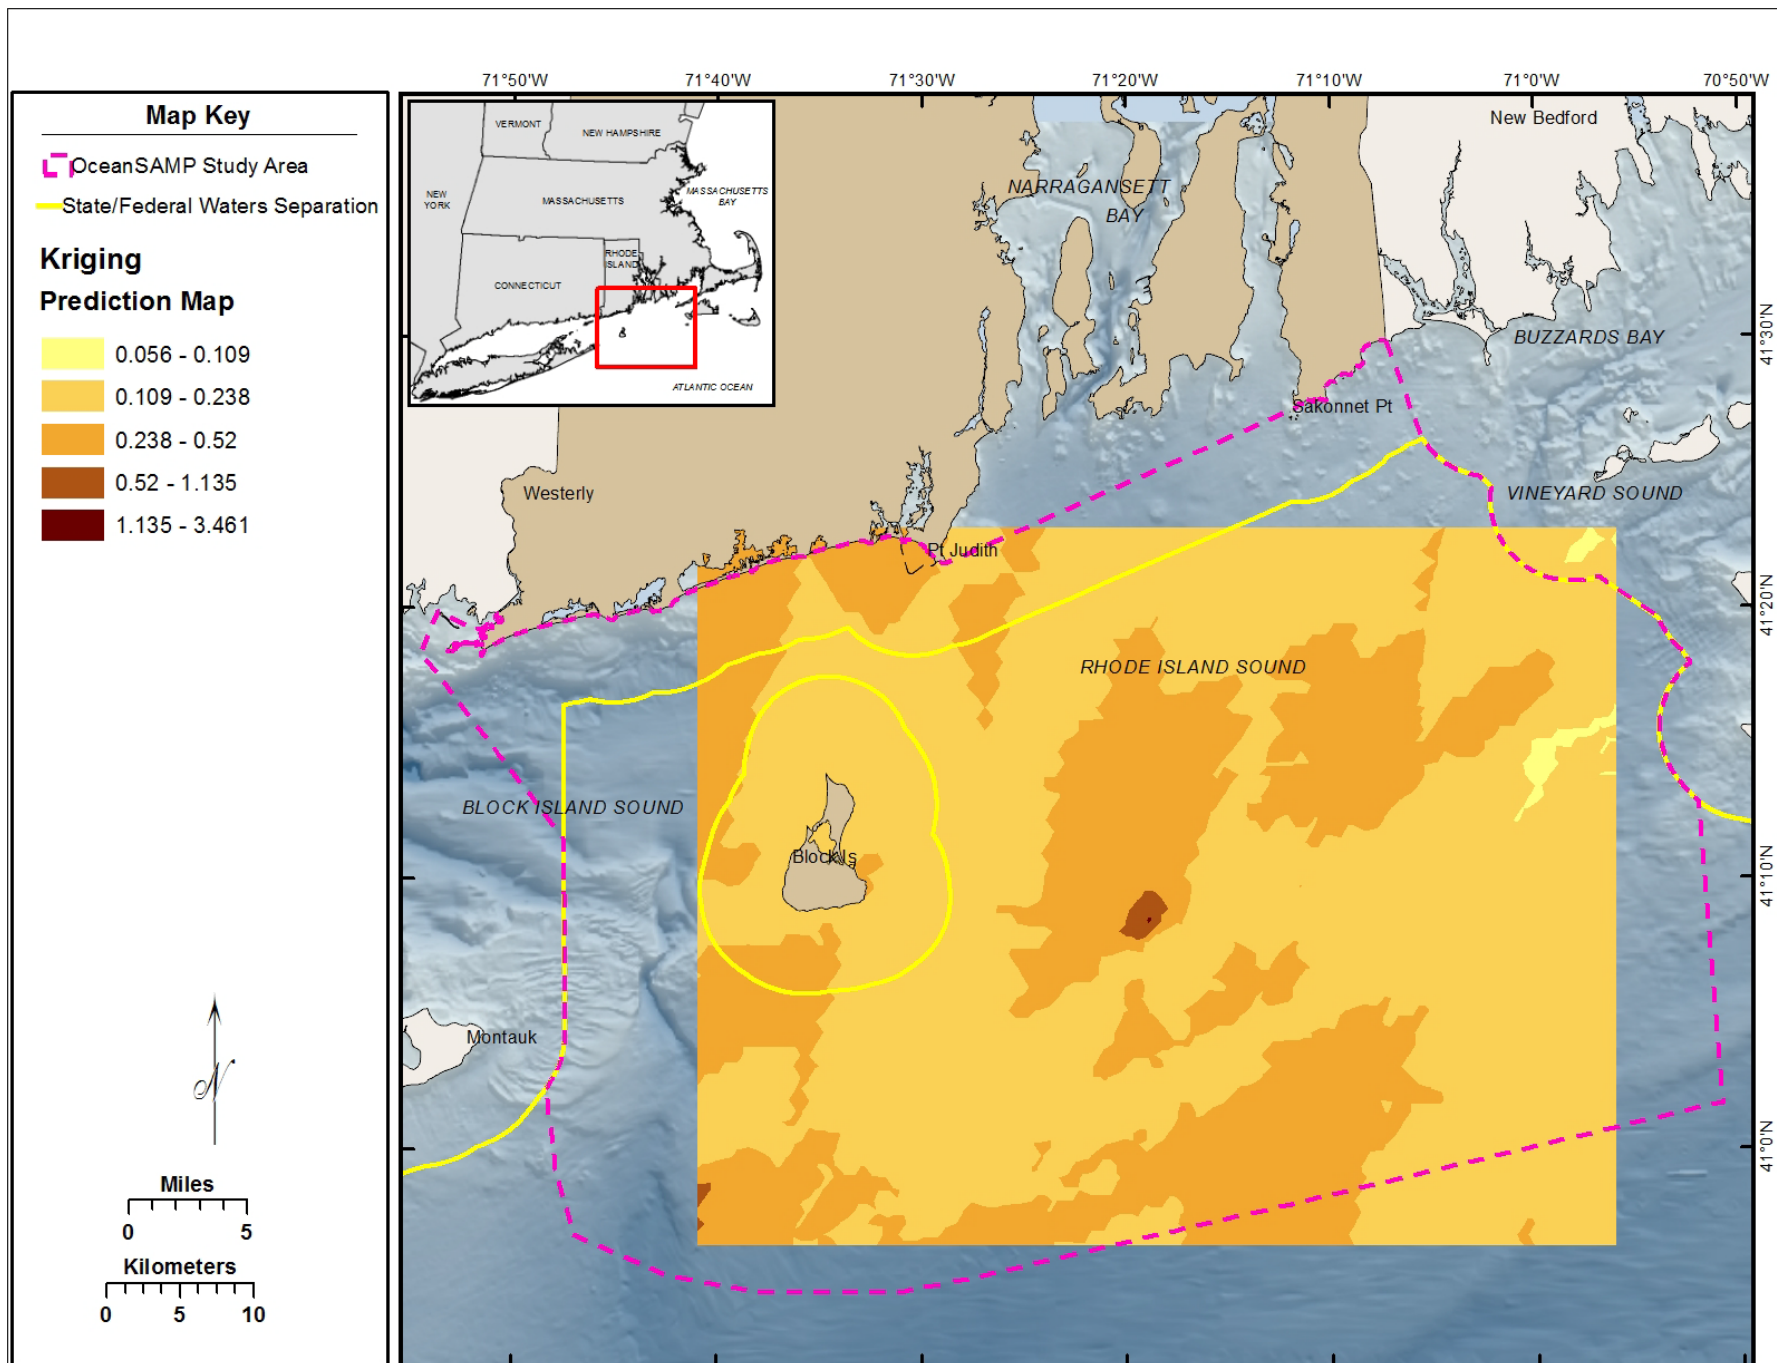 71°50'W 71°40'W 71°30'W 71°20'W 71°10'W 71°0'W 70°50'W
Map Key
OceanSAMP Study Area
State/Federal Waters Separation
Kriging
Prediction Map
0.056 - 0.109
0.109 - 0.238
0.238 - 0.52
0.52 - 1.135
1.135 - 3.461
N
Miles
0 5
Kilometers
0 5 10
VERMONT
NEW HAMPSHIRE
NEW
YORK
MASSACHUSETTS
MASSACHUSETTS
BAY
RHODE
ISLAND
CONNECTICUT
ATLANTIC OCEAN
New Bedford
NARRAGANSETT
BAY
BUZZARDS BAY
Sakonnet Pt
Westerly
VINEYARD SOUND
Pt Judith
RHODE ISLAND SOUND
BLOCK ISLAND SOUND
Block Is
Montauk
41°30'N
41°20'N
41°10'N
41°0'N